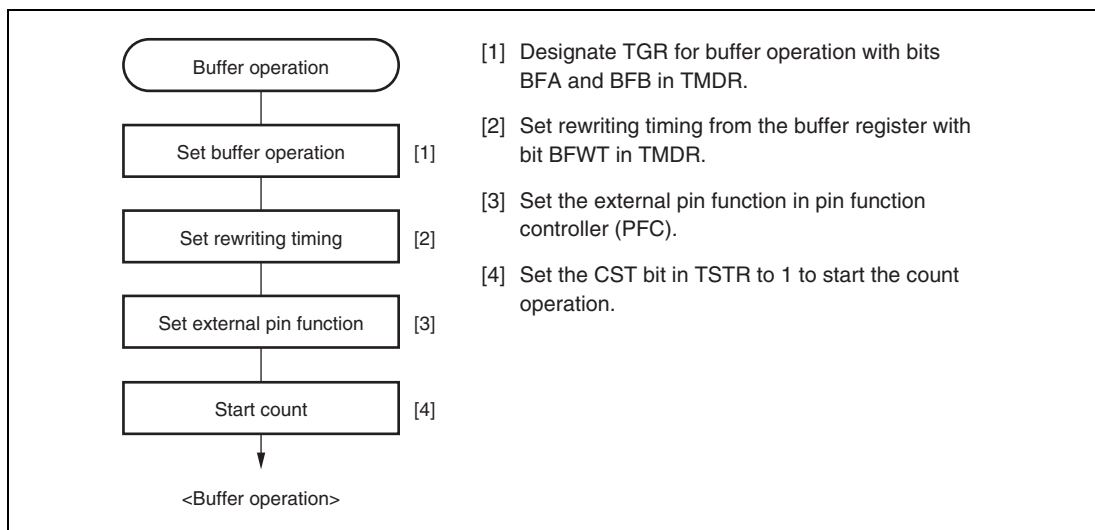 Buffer operation
Set buffer operation [1]
Set rewriting timing [2]
Set external pin function [3]
Start count [4]
<Buffer operation>
[1] Designate TGR for buffer operation with bits
BFA and BFB in TMDR.
[2] Set rewriting timing from the buffer register with
bit BFWT in TMDR.
[3] Set the external pin function in pin function
controller (PFC).
[4] Set the CST bit in TSTR to 1 to start the count
operation.